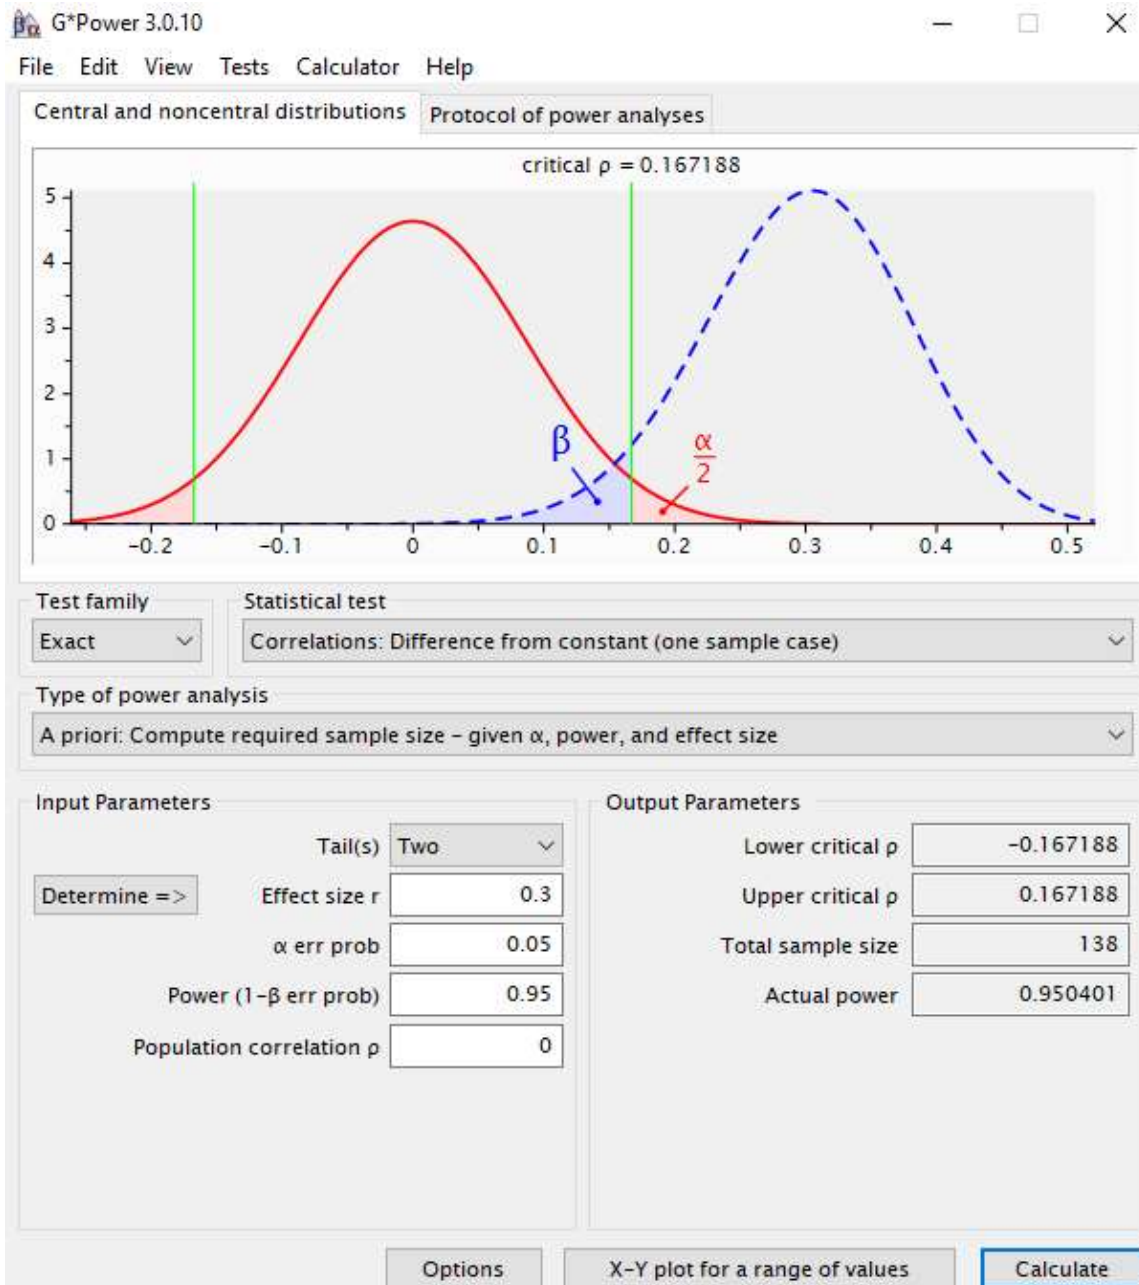 G*Power 3.0.10
File Edit View Tests Calculator Help
Central and noncentral distributions Protocol of power analyses
critical ρ = 0.167188
5
4
3
2
1
0
β
α
2
-0.2 -0.1 0 0.1 0.2 0.3 0.4 0.5
Test family Statistical test
Exact Correlations: Difference from constant (one sample case)
Type of power analysis
A priori: Compute required sample size - given α, power, and effect size
Input Parameters Output Parameters
Tail(s) Two Lower critical ρ -0.167188
Determine => Effect size r 0.3 Upper critical ρ 0.167188
α err prob 0.05 Total sample size 138
Power (1-β err prob) 0.95 Actual power 0.950401
Population correlation ρ 0
Options X-Y plot for a range of values Calculate